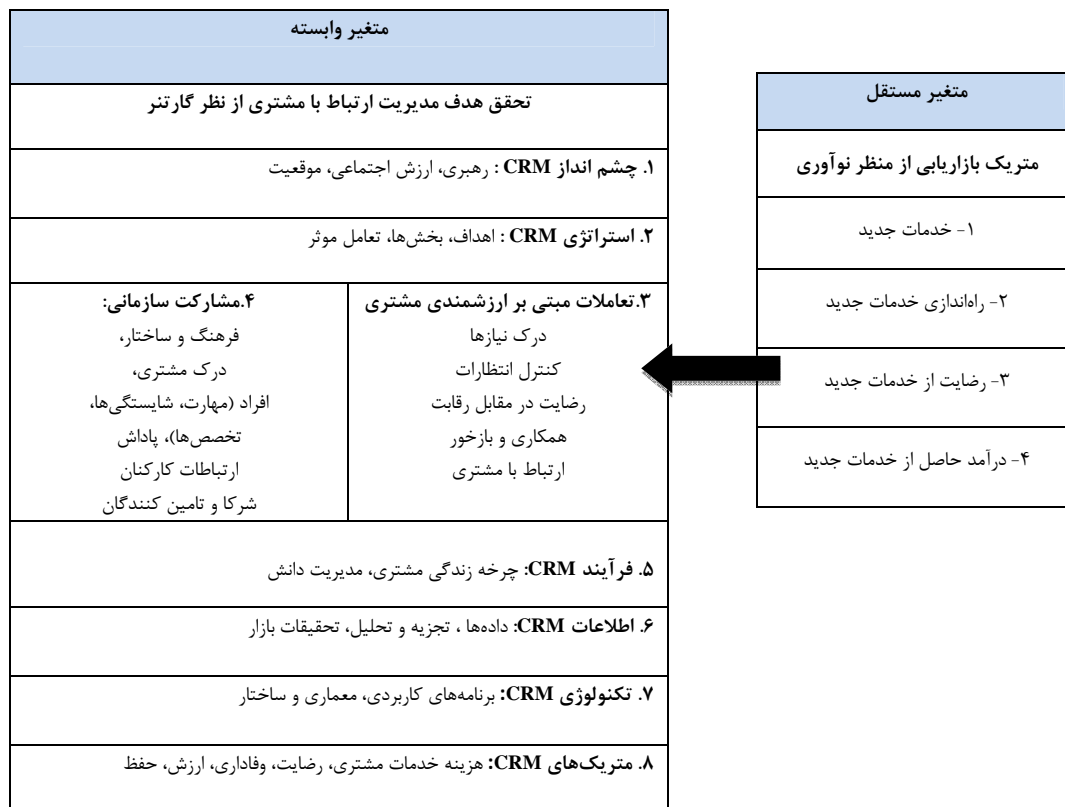 متغیر مستقل
متریک بازاریابی از منظر نوآوری
۱- خدمات جدید
۲- راه‌اندازی خدمات جدید
۳- رضایت از خدمات جدید
۴- درآمد حاصل از خدمات جدید
متغیر وابسته
تحقق هدف مدیریت ارتباط با مشتری از نظر گارتنر
۱. چشم انداز CRM : رهبری، ارزش اجتماعی، موقعیت
۲. استراتژی CRM : اهداف، بخش‌ها، تعامل موثر
۳.تعاملات مبتی بر ارزشمندی مشتری
درک نیازها
کنترل انتظارات
رضایت در مقابل رقابت
همکاری و بازخور
ارتباط با مشتری
۴.مشارکت سازمانی:
فرهنگ و ساختار،
درک مشتری،
افراد (مهارت، شایستگی‌ها،
تخصص‌ها)، پاداش
ارتباطات کارکنان
شرکا و تامین کنندگان
۵. فرآیند CRM: چرخه زندگی مشتری، مدیریت دانش
۶. اطلاعات CRM: داده‌ها ، تجزیه و تحلیل، تحقیقات بازار
۷. تکنولوژی CRM: برنامه‌های کاربردی، معماری و ساختار
۸. متریک‌های CRM: هزینه خدمات مشتری، رضایت، وفاداری، ارزش، حفظ